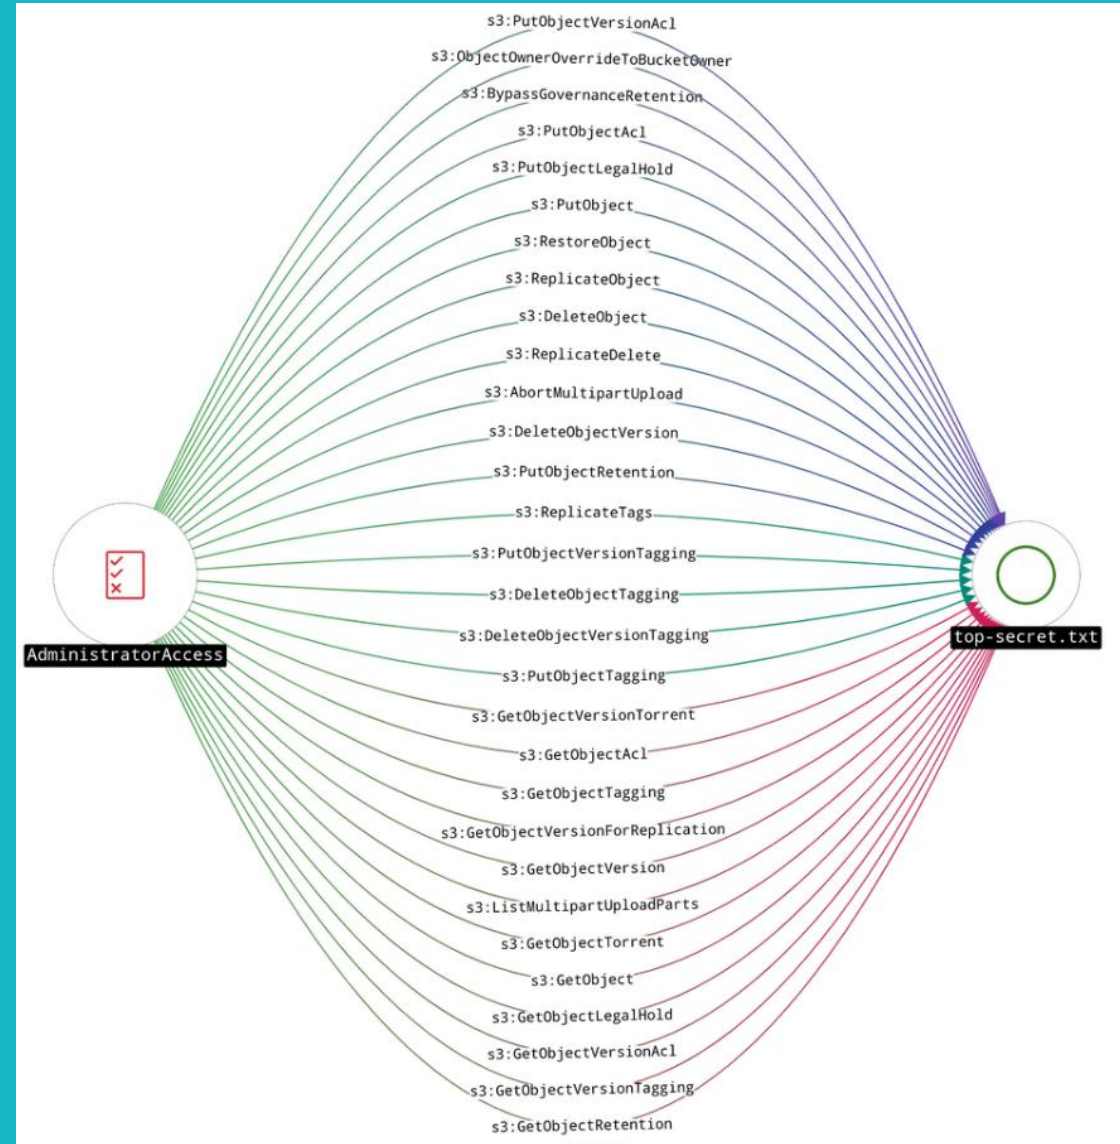 s3:PutObjectVersionAcl
s3:ObjectOwnerOverrideToBucketOwner
s3:BypassGovernanceRetention
s3:PutObjectAcl
s3:PutObjectLegalHold
s3:PutObject
s3:RestoreObject
s3:ReplicateObject
s3:DeleteObject
s3:ReplicateDelete
s3:AbortMultipartUpload
s3:DeleteObjectVersion
s3:PutObjectRetention
s3:ReplicateTags
s3:PutObjectVersionTagging
s3:DeleteObjectTagging
s3:DeleteObjectVersionTagging
s3:PutObjectTagging
s3:GetObjectVersionTorrent
s3:GetObjectAcl
s3:GetObjectTagging
s3:GetObjectVersionForReplication
s3:GetObjectVersion
s3:ListMultipartUploadParts
s3:GetObjectTorrent
s3:GetObject
s3:GetObjectLegalHold
s3:GetObjectVersionAcl
s3:GetObjectVersionTagging
s3:GetObjectRetention
AdministratorAccess
top-secret.txt